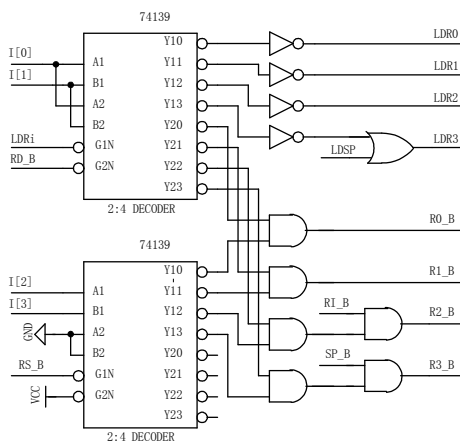 74139
I[0] A1 Y10 LDR0
I[1] B1 Y11 LDR1
A2 Y12 LDR2
B2 Y13
Y20
LDRi G1N Y21 LDSP LDR3
RD_B G2N Y22
Y23
2:4 DECODER
R0_B
74139
I[2] A1 Y10 R1_B
I[3] B1 Y11 RI_B
GND A2 Y12 R2_B
B2 Y13
Y20 SP_B
RS_B G1N Y21 R3_B
VCC G2N Y22
Y23
2:4 DECODER